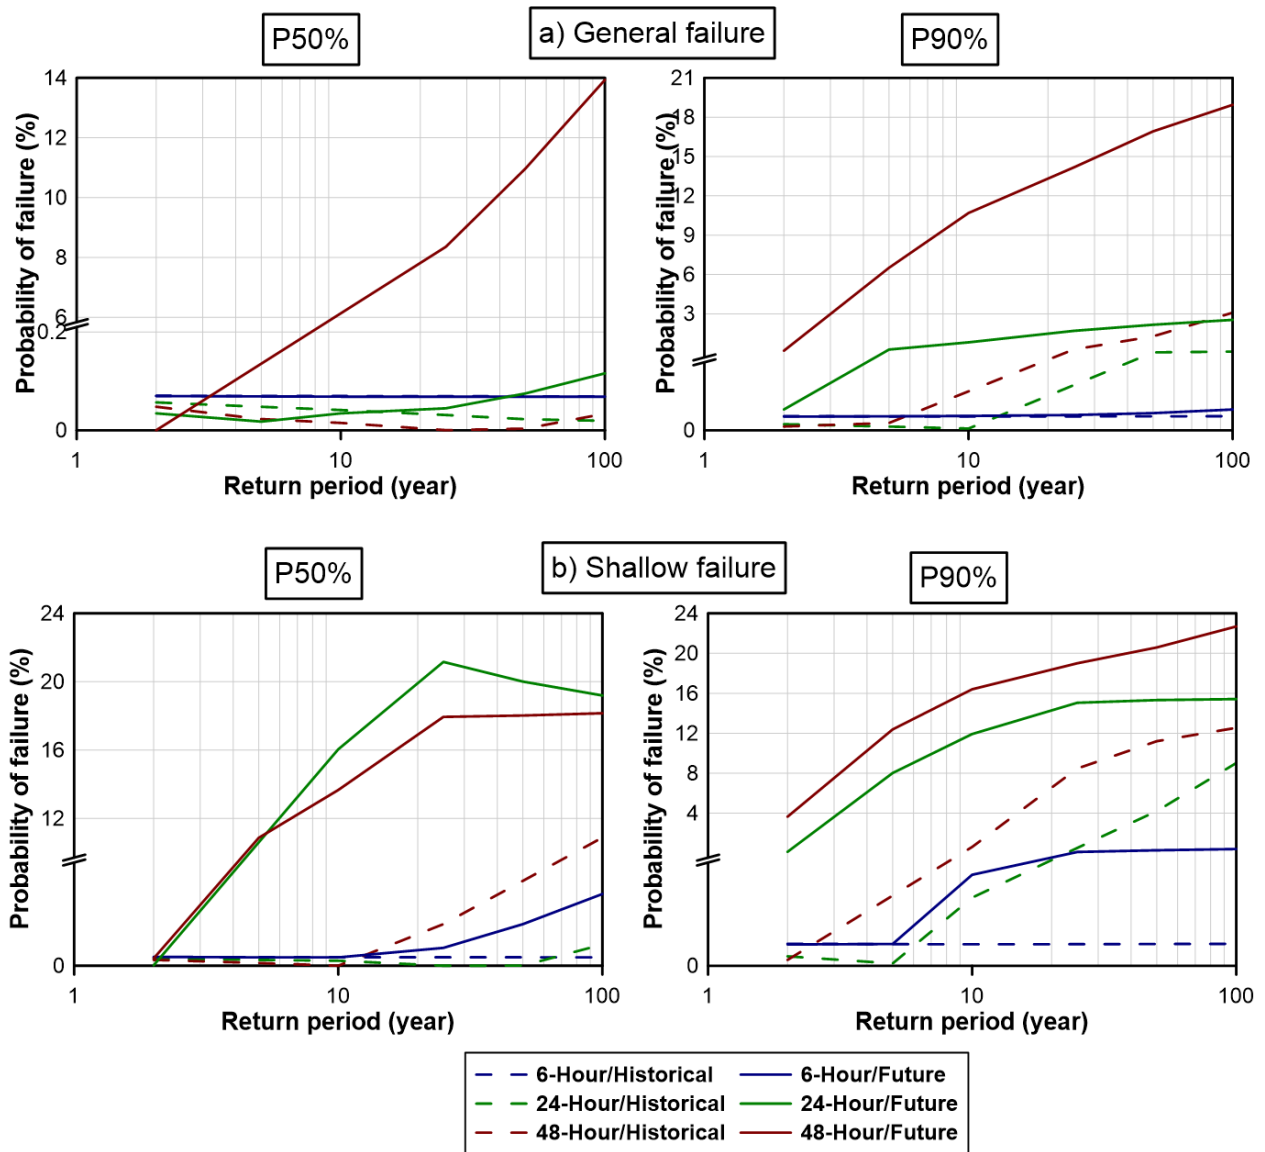 a) General failure
P50%
P90%
Probability of failure (%)
14
12
10
8
6
0.2
0
1
10
100
Return period (year)
Probability of failure (%)
21
18
15
12
9
6
3
0
1
10
100
Return period (year)
b) Shallow failure
P50%
P90%
Probability of failure (%)
24
20
16
12
0
1
10
100
Return period (year)
Probability of failure (%)
24
20
16
12
8
4
0
1
10
100
Return period (year)
6-Hour/Historical
6-Hour/Future
24-Hour/Historical
24-Hour/Future
48-Hour/Historical
48-Hour/Future